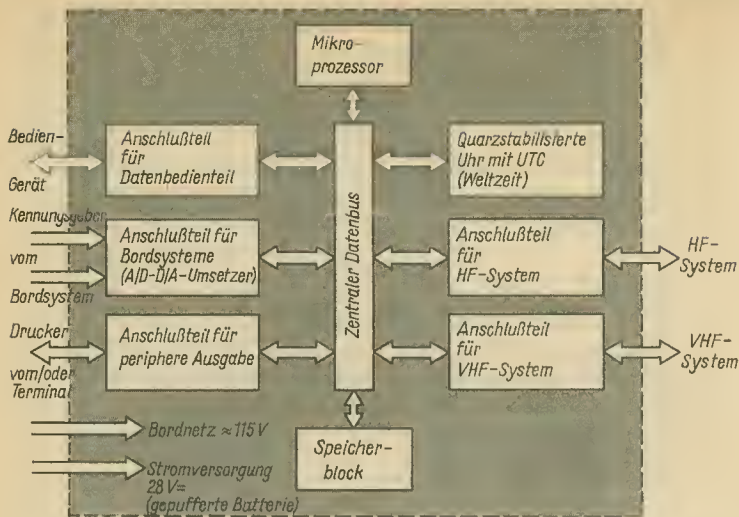 Mikro-
prozessor
Bedien-
Gerät
Anschlußteil
für
Datenbedienteil
Quarzstabilisierte
Uhr mit UTC
(Weltzeit)
Kennungsgeber
vom
Bordsystem
Anschlußteil für
Bordsysteme
(A/D-D/A-Umsetzer)
Zentraler Datenbus
Anschlußteil
für
HF-System
HF-
System
Drucker
vom/oder
Terminal
Anschlußteil für
periphere Ausgabe
Anschlußteil
für
VHF-System
VHF-
System
Bordnetz ≈ 115 V
Stromversorgung
28 V=
(gepufferte Batterie)
Speicher-
block